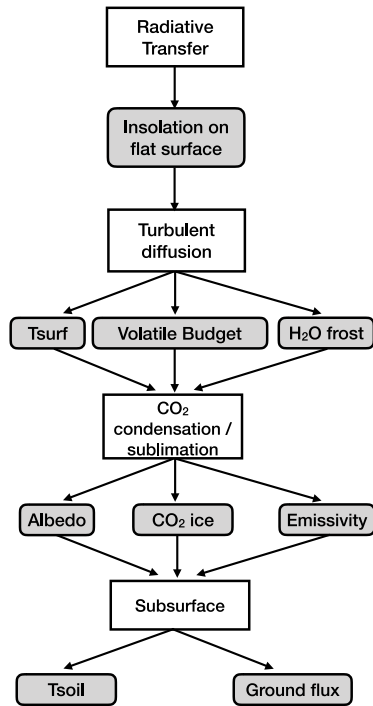 Radiative
Transfer
Insolation on
flat surface
Turbulent
diffusion
Tsurf
Volatile Budget
H₂O frost
CO₂
condensation /
sublimation
Albedo
CO₂ ice
Emissivity
Subsurface
Tsoil
Ground flux